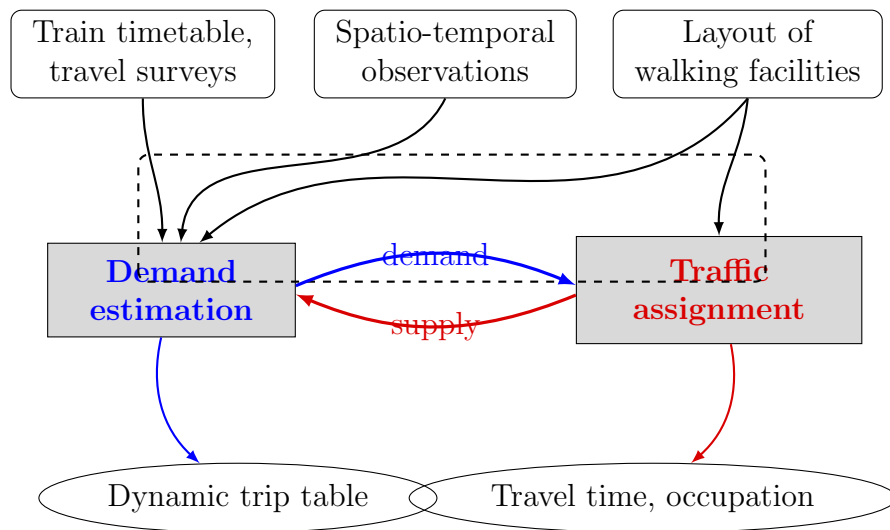 Train timetable,
travel surveys
Spatio-temporal
observations
Layout of
walking facilities
Demand
estimation
demand
supply
Traffic
assignment
Dynamic trip table
Travel time, occupation